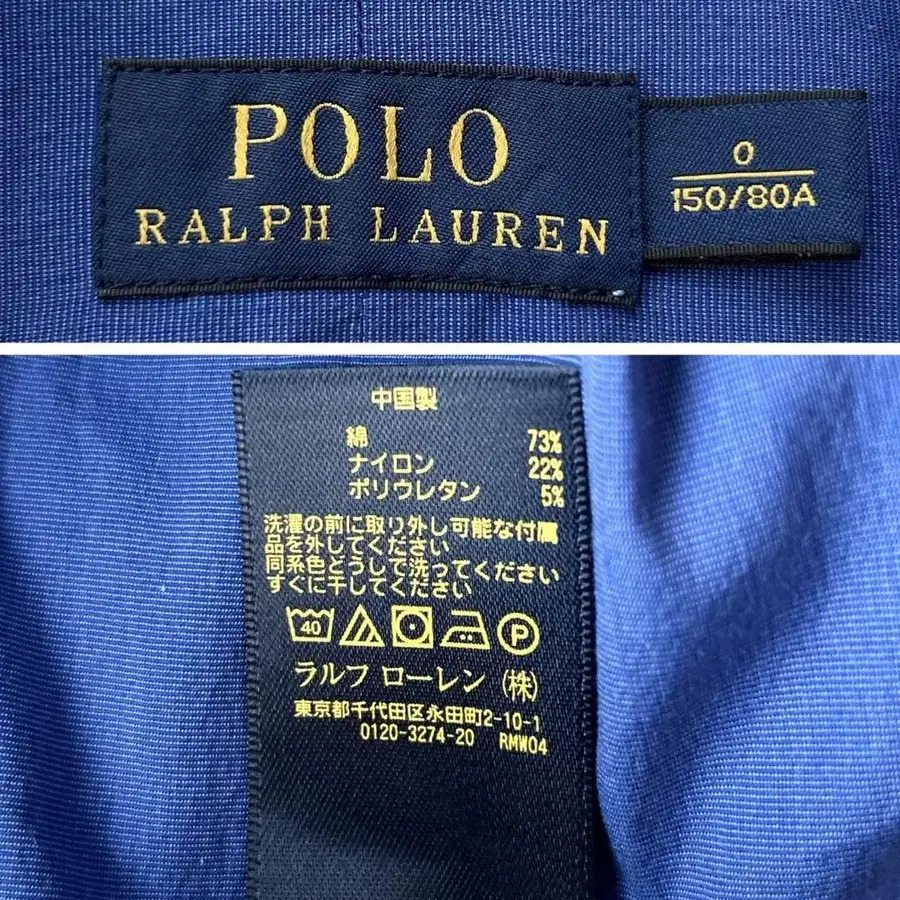 POLO
RALPH LAUREN
0
150/80A
中国製
綿 73%
ナイロン 22%
ポリウレタン 5%
洗濯の前に取り外し可能な付属
品を外してください
同系色どうしで洗ってください
すぐに干してください
40 P
ラルフ ローレン (株)
東京都千代田区永田町2-10-1
0120-3274-20 RMW04